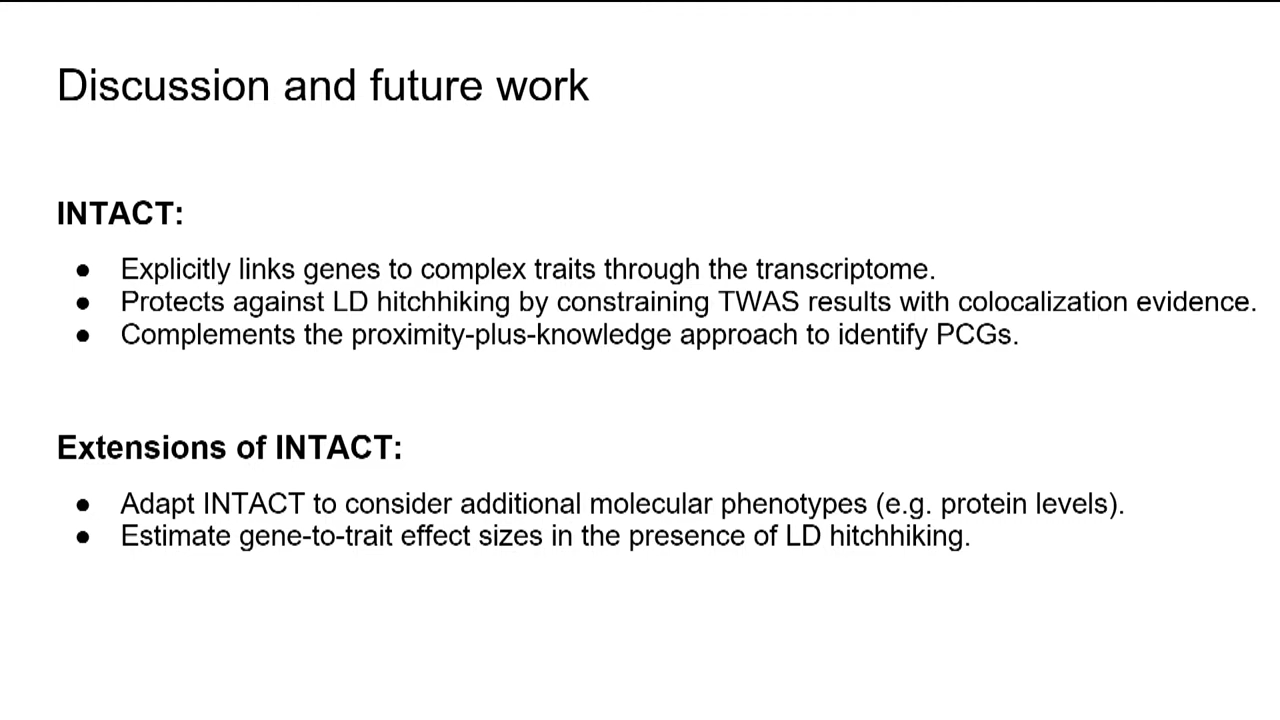 Discussion and future work
INTACT:
● Explicitly links genes to complex traits through the transcriptome.
● Protects against LD hitchhiking by constraining TWAS results with colocalization evidence.
● Complements the proximity-plus-knowledge approach to identify PCGs.
Extensions of INTACT:
● Adapt INTACT to consider additional molecular phenotypes (e.g. protein levels).
● Estimate gene-to-trait effect sizes in the presence of LD hitchhiking.